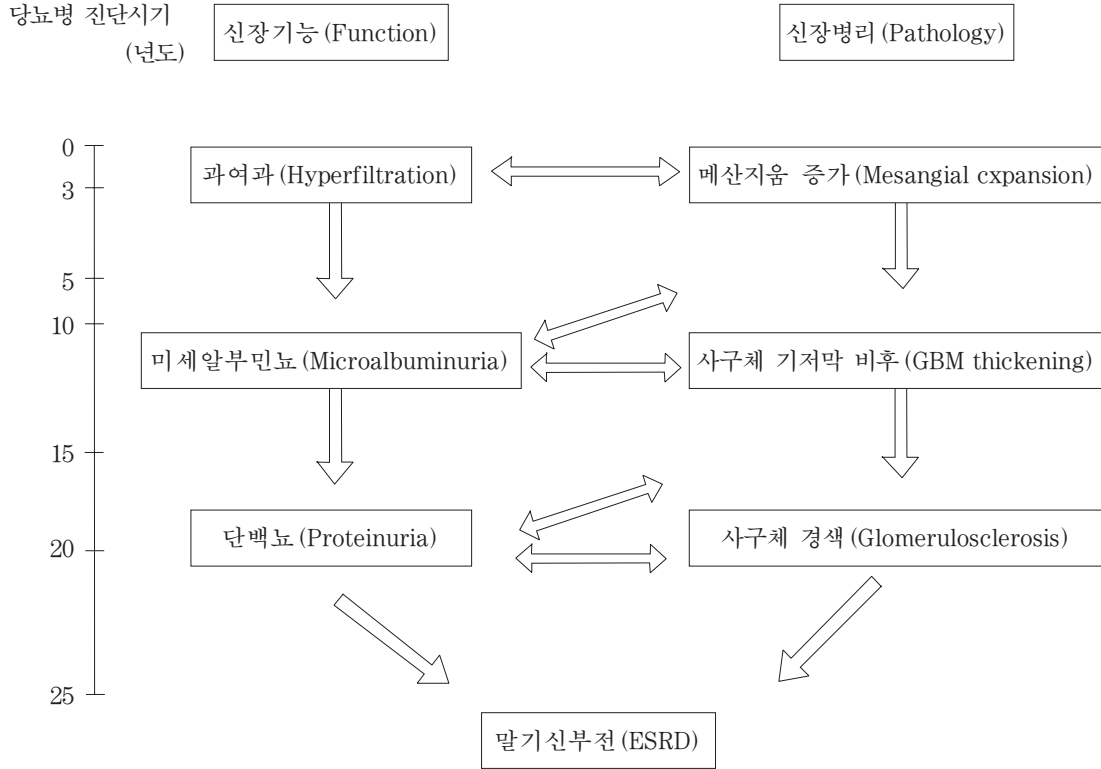 당뇨병 진단시기
(년도)
신장기능 (Function)
신장병리 (Pathology)
0
3
5
10
15
20
25
과여과 (Hyperfiltration)
메산지움 증가 (Mesangial cxpansion)
미세알부민뇨 (Microalbuminuria)
사구체 기저막 비후 (GBM thickening)
단백뇨 (Proteinuria)
사구체 경색 (Glomerulosclerosis)
말기신부전 (ESRD)